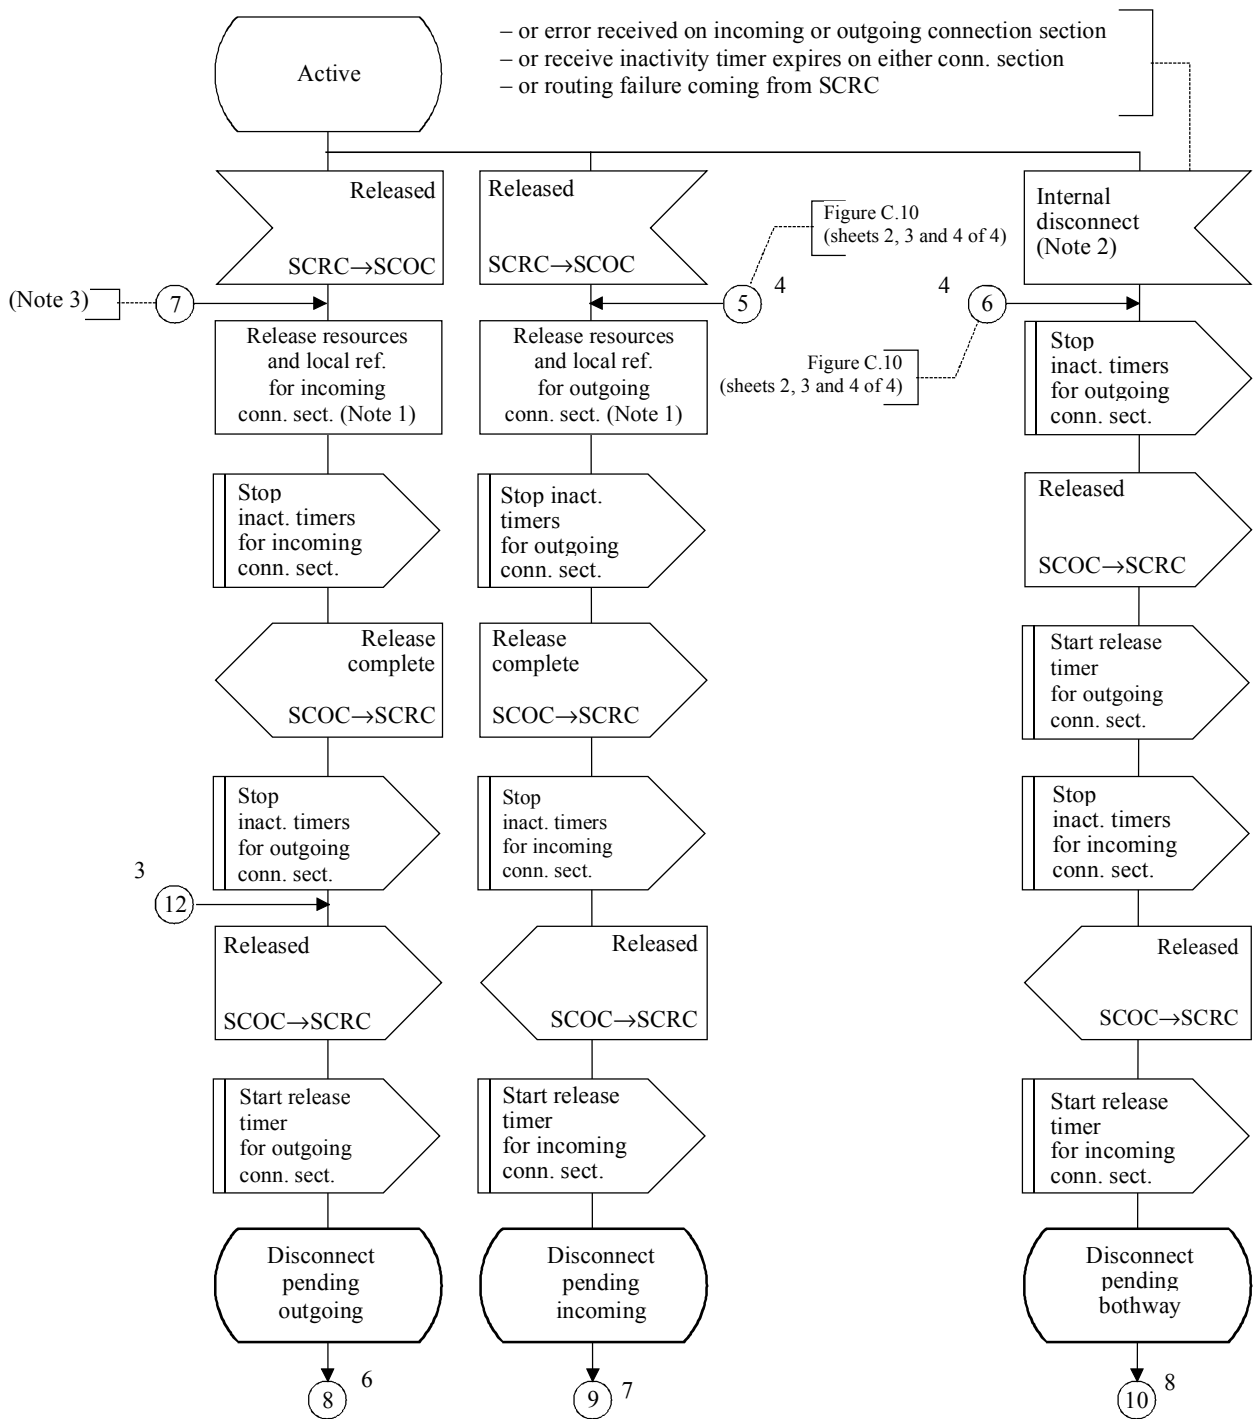 Active
– or error received on incoming or outgoing connection section
– or receive inactivity timer expires on either conn. section
– or routing failure coming from SCRC
Released
SCRC→SCOC
Released
SCRC→SCOC
Figure C.10
(sheets 2, 3 and 4 of 4)
Internal
disconnect
(Note 2)
(Note 3)
7
5
4
4
6
Release resources
and local ref.
for incoming
conn. sect. (Note 1)
Release resources
and local ref.
for outgoing
conn. sect. (Note 1)
Figure C.10
(sheets 2, 3 and 4 of 4)
Stop
inact. timers
for outgoing
conn. sect.
Stop
inact. timers
for incoming
conn. sect.
Stop inact.
timers
for outgoing
conn. sect.
Released
SCOC→SCRC
Release
complete
SCOC→SCRC
Release
complete
SCOC→SCRC
Start release
timer
for outgoing
conn. sect.
Stop
inact. timers
for outgoing
conn. sect.
Stop
inact. timers
for incoming
conn. sect.
Stop
inact. timers
for incoming
conn. sect.
3
12
Released
SCOC→SCRC
Released
SCOC→SCRC
Released
SCOC→SCRC
Start release
timer
for outgoing
conn. sect.
Start release
timer
for incoming
conn. sect.
Start release
timer
for incoming
conn. sect.
Disconnect
pending
outgoing
Disconnect
pending
incoming
Disconnect
pending
bothway
8
6
9
7
10
8